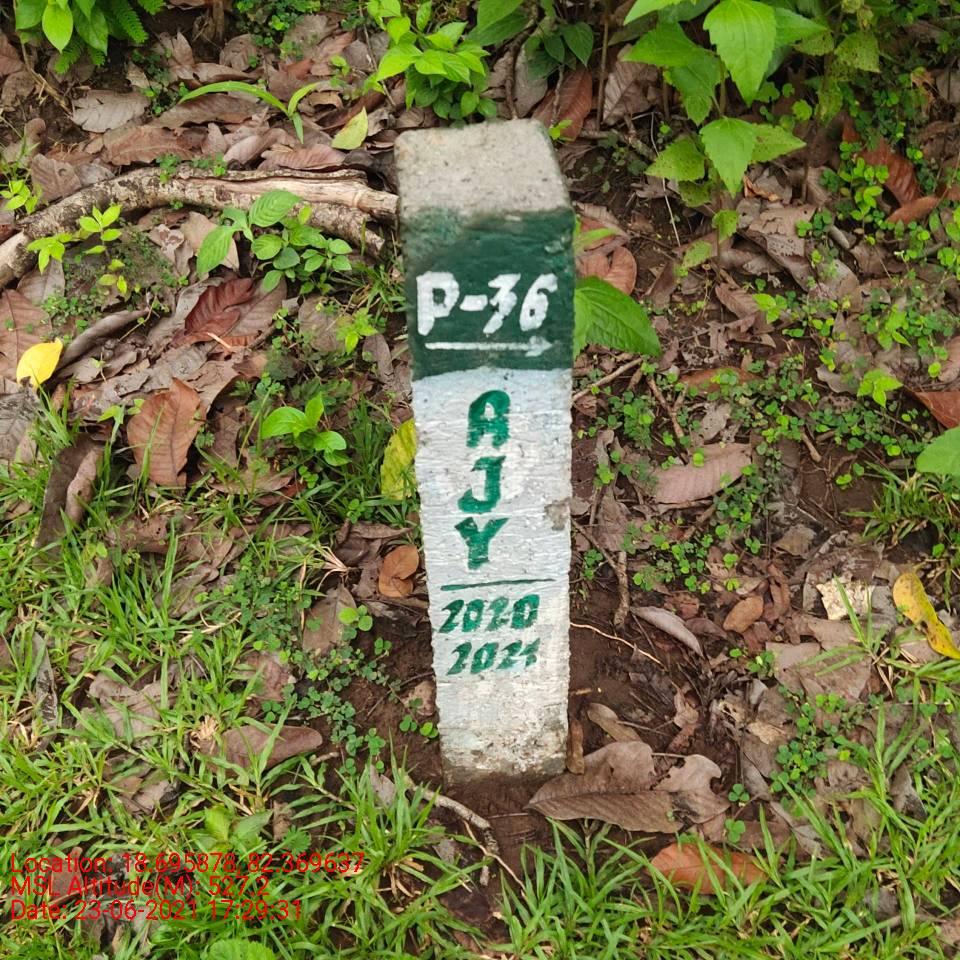 P-36
A
J
Y
2020
2021
Location: 18.695878, 82.369637
MSL Altitude(M): 527.2
Date: 23-06-2021 17:29:31